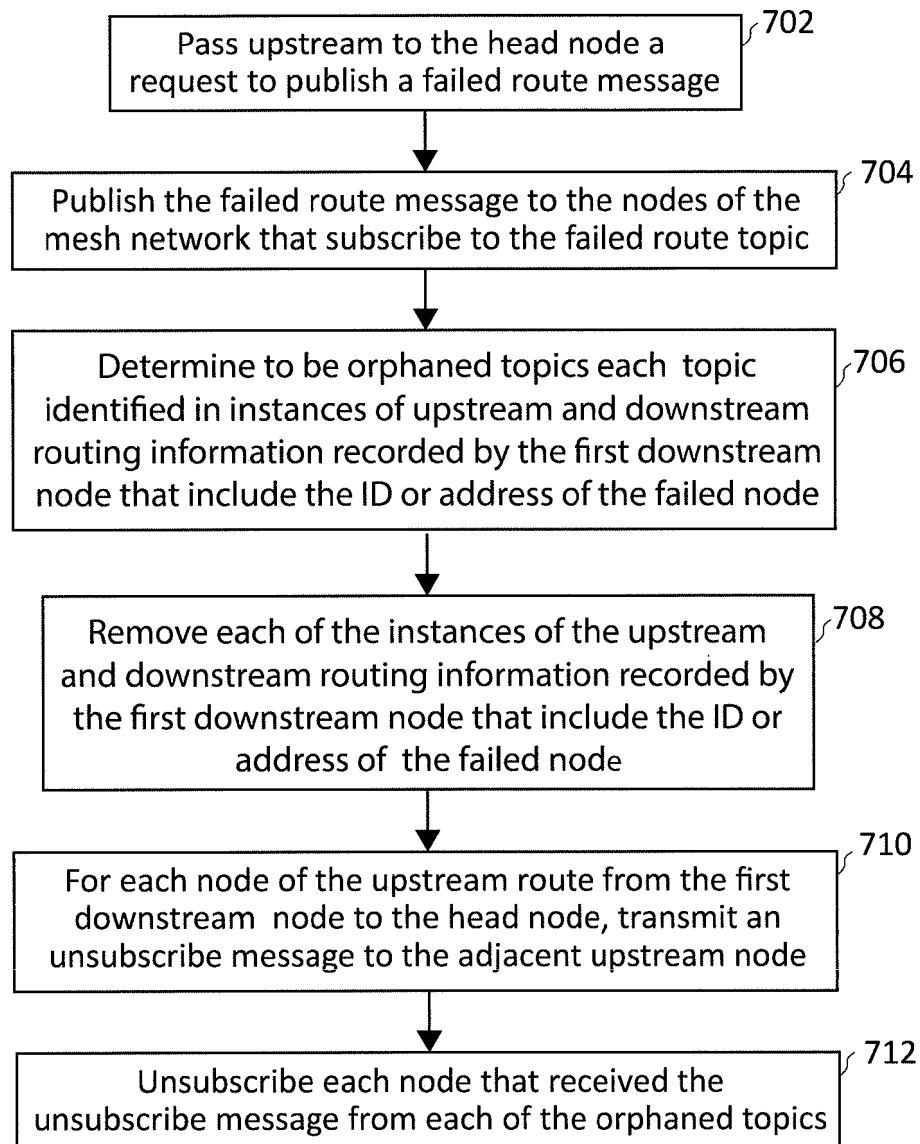 Pass upstream to the head node a
request to publish a failed route message
702
Publish the failed route message to the nodes of the
mesh network that subscribe to the failed route topic
704
Determine to be orphaned topics each topic
identified in instances of upstream and downstream
routing information recorded by the first downstream
node that include the ID or address of the failed node
706
Remove each of the instances of the upstream
and downstream routing information recorded by
the first downstream node that include the ID or
address of the failed node
708
For each node of the upstream route from the first
downstream node to the head node, transmit an
unsubscribe message to the adjacent upstream node
710
Unsubscribe each node that received the
unsubscribe message from each of the orphaned topics
712